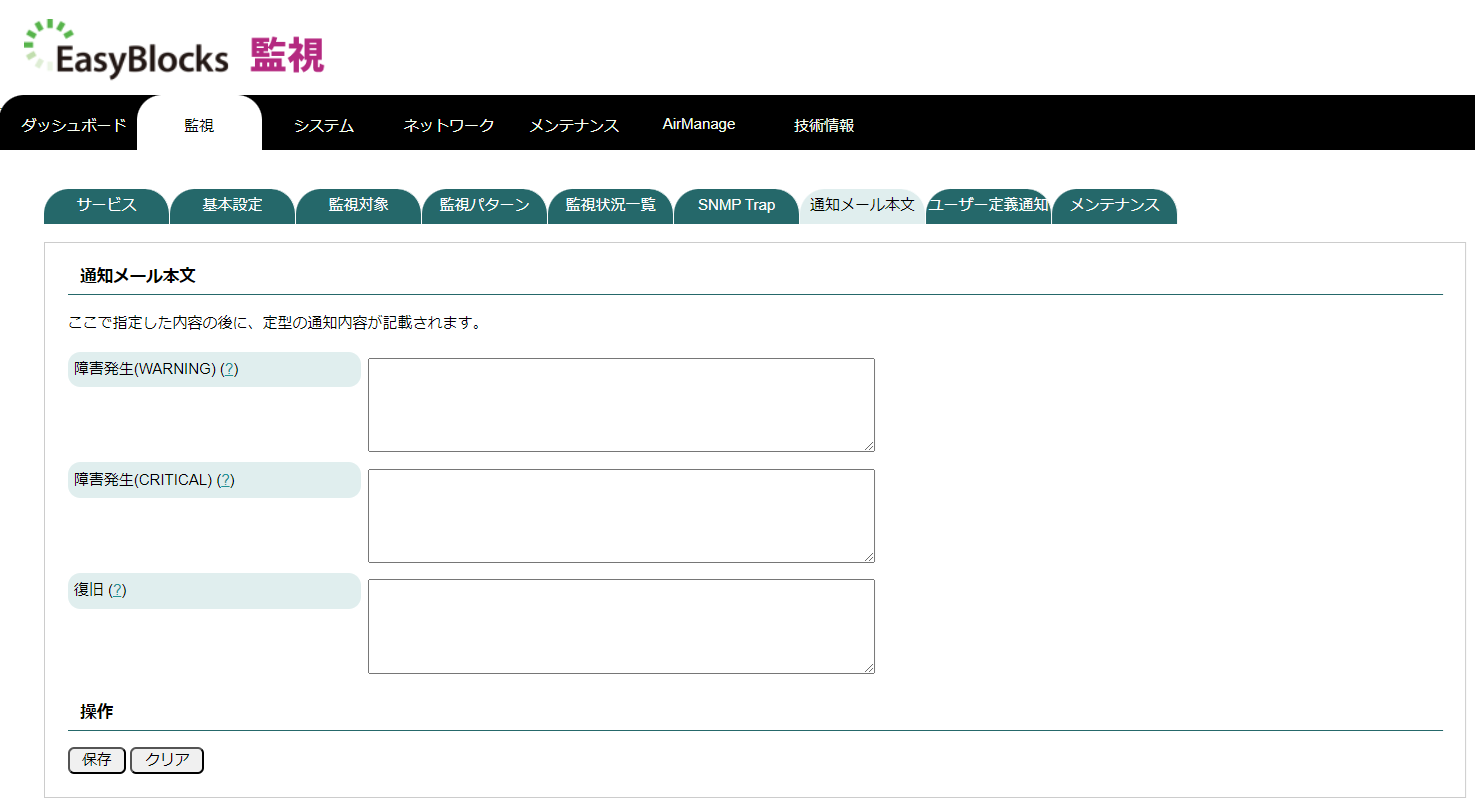 EasyBlocks 監視
ダッシュボード 監視 システム ネットワーク メンテナンス AirManage 技術情報
サービス 基本設定 監視対象 監視パターン 監視状況一覧 SNMP Trap 通知メール本文 ユーザー定義通知 メンテナンス
通知メール本文
ここで指定した内容の後に、定型の通知内容が記載されます。
障害発生(WARNING) (?)
障害発生(CRITICAL) (?)
復旧 (?)
操作
保存 クリア